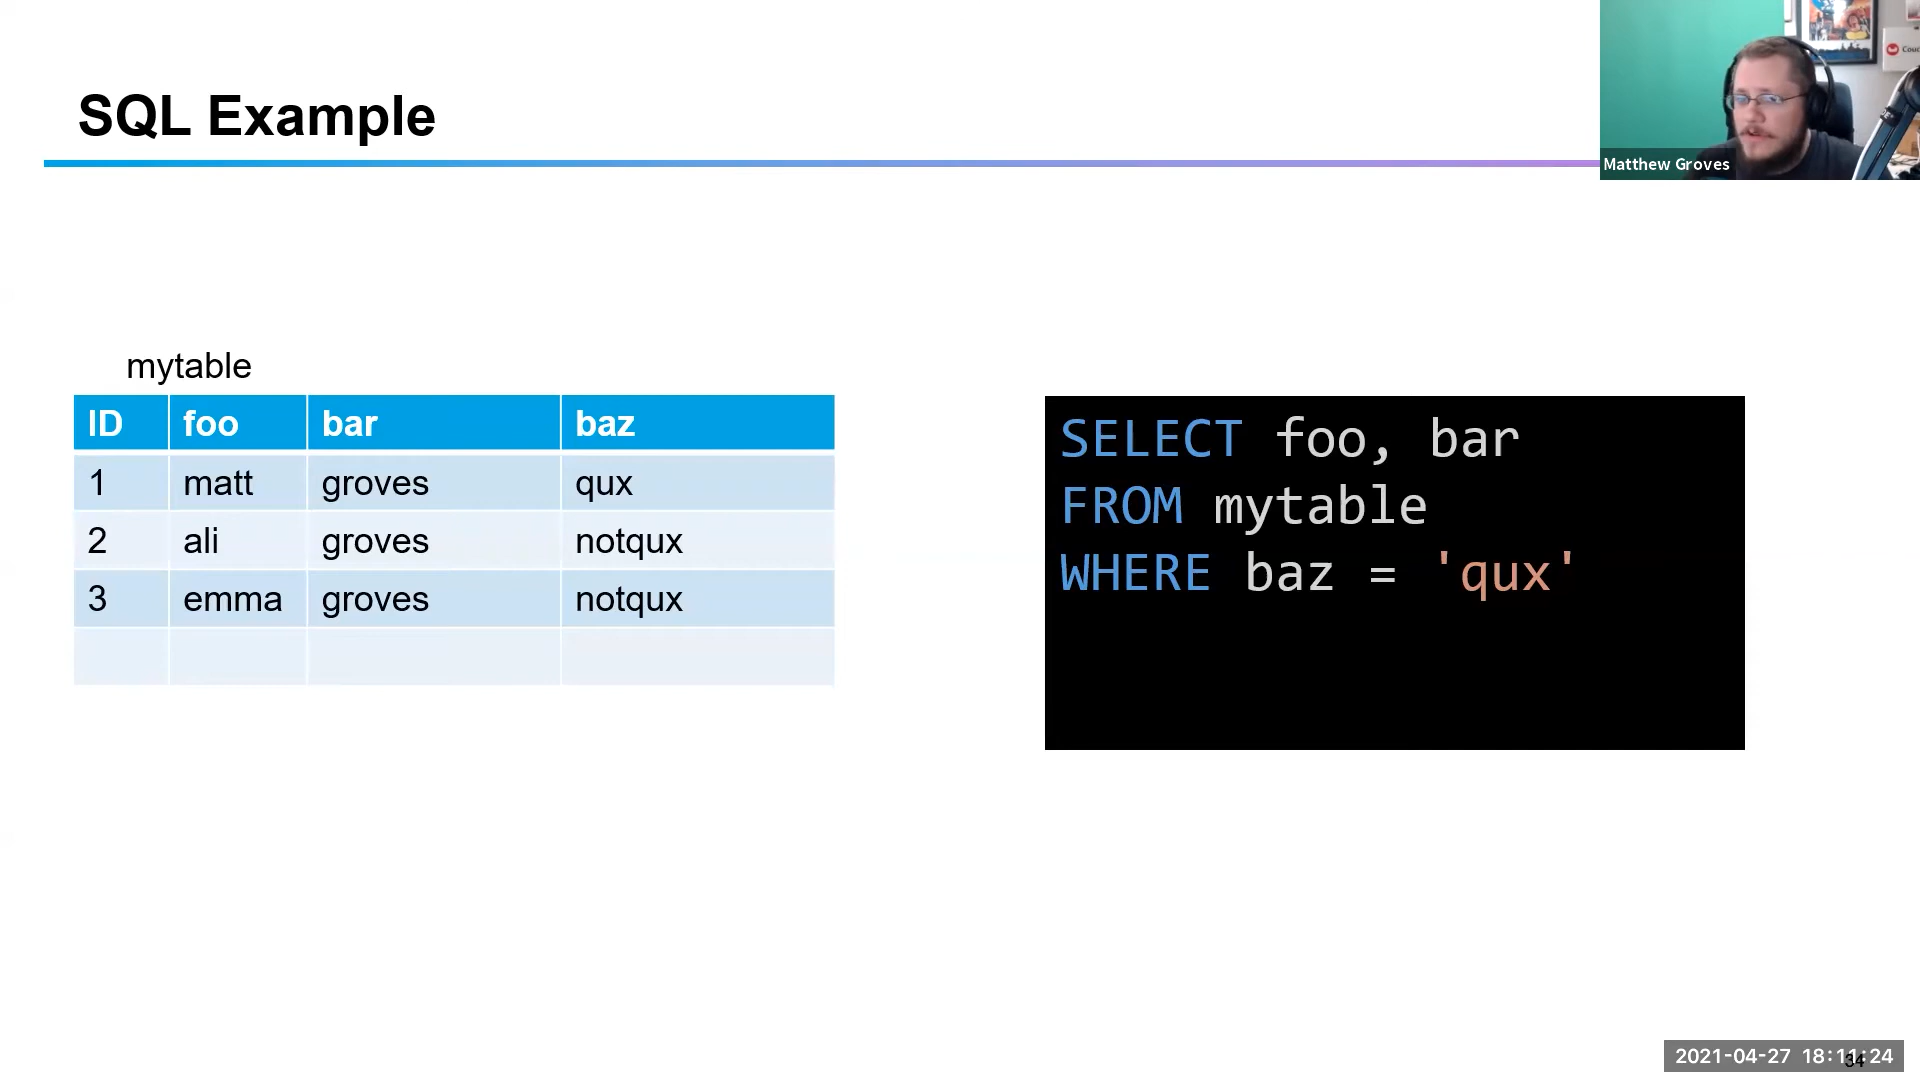 SQL Example
Matthew Groves
mytable
ID foo bar baz
1 matt groves qux
2 ali groves notqux
3 emma groves notqux
SELECT foo, bar
FROM mytable
WHERE baz = 'qux'
2021-04-27 18:11:24
34